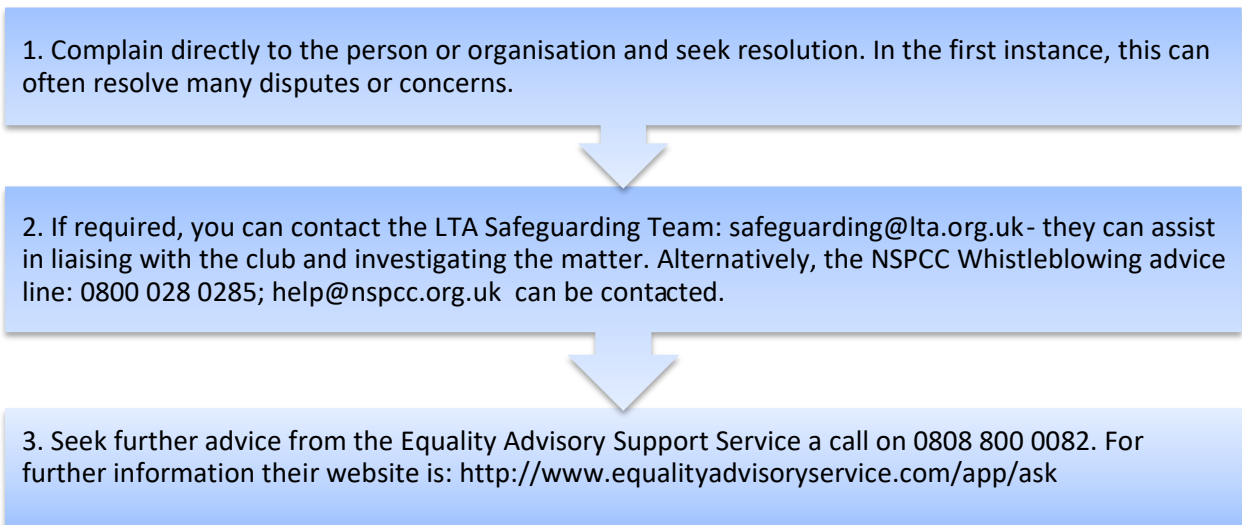 1. Complain directly to the person or organisation and seek resolution. In the first instance, this can
often resolve many disputes or concerns.
2. If required, you can contact the LTA Safeguarding Team: safeguarding@lta.org.uk- they can assist
in liaising with the club and investigating the matter. Alternatively, the NSPCC Whistleblowing advice
line: 0800 028 0285; help@nspcc.org.uk  can be contacted.
3. Seek further advice from the Equality Advisory Support Service a call on 0808 800 0082. For
further information their website is: http://www.equalityadvisoryservice.com/app/ask